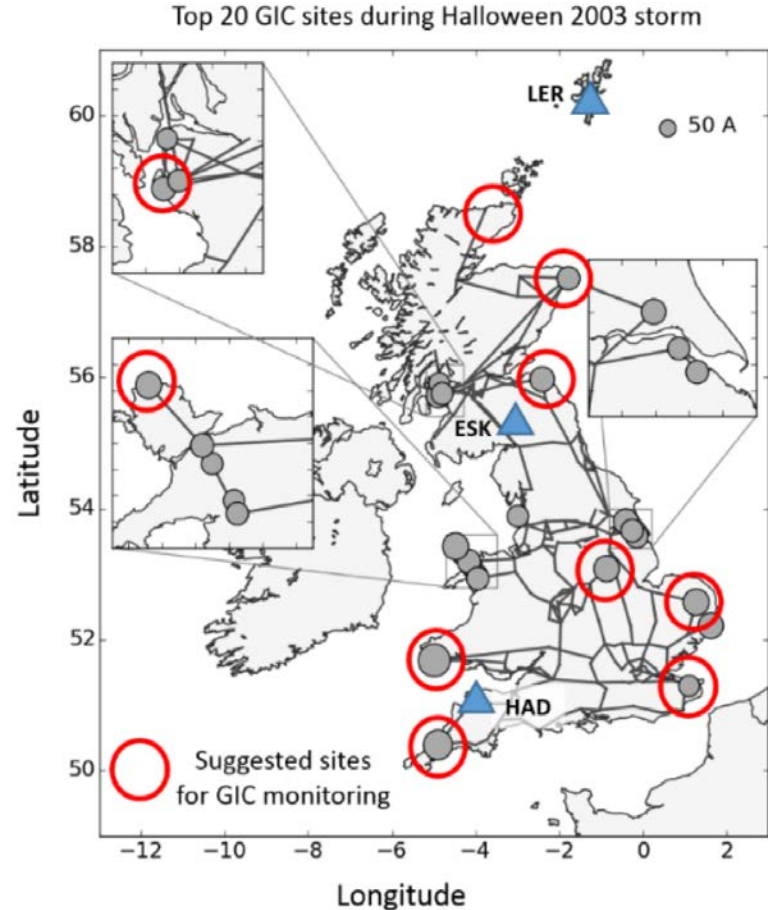 Top 20 GIC sites during Halloween 2003 storm
60
LER
50 A
58
56
ESK
Latitude
54
52
HAD
50
Suggested sites
for GIC monitoring
−12 −10 −8 −6 −4 −2 0 2
Longitude